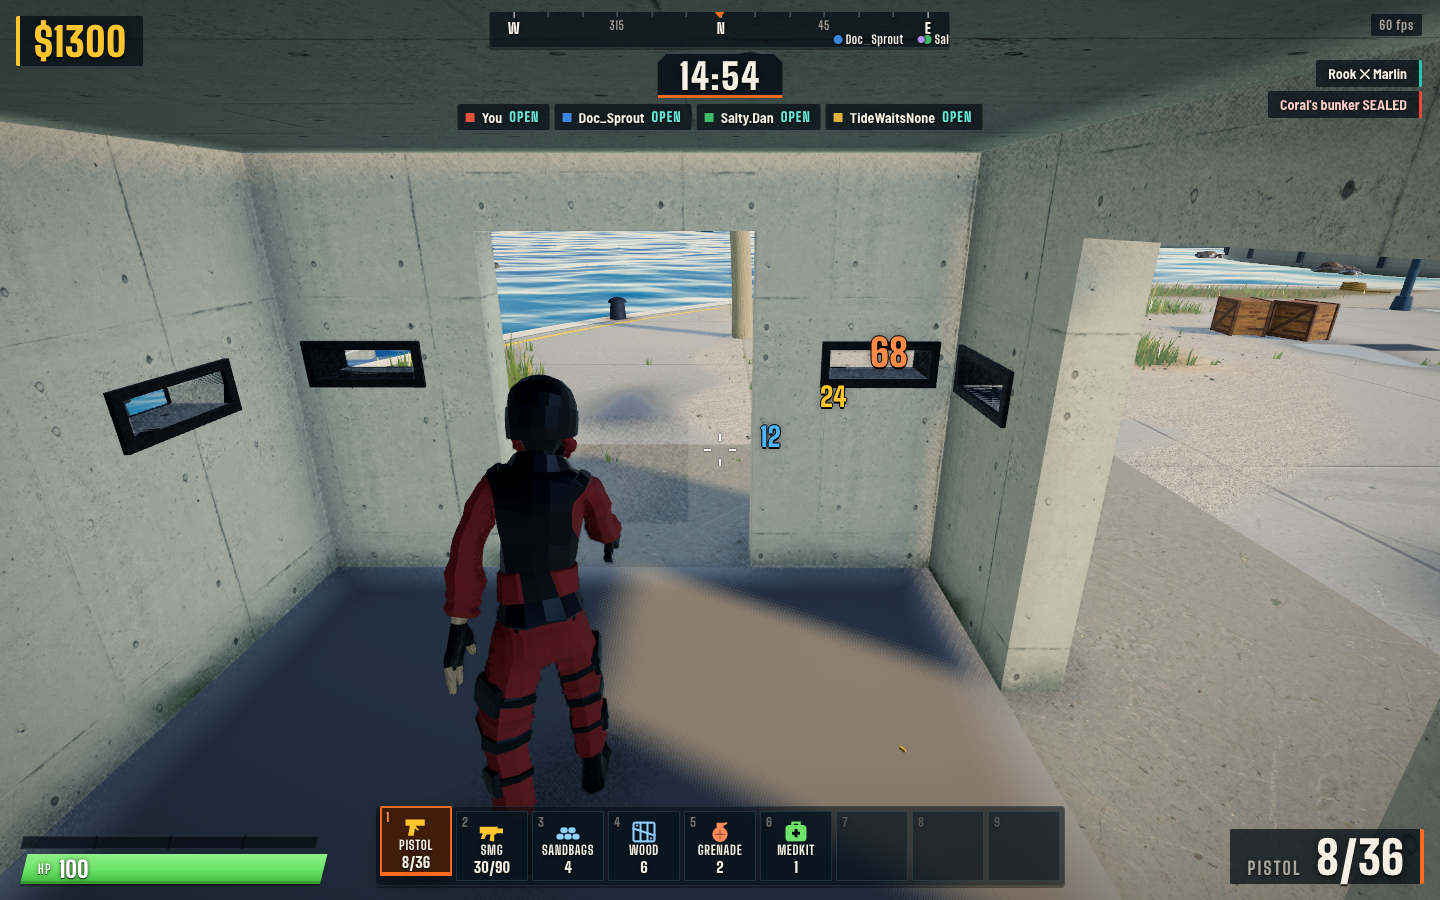 $1300
W 315 N 45 E
Doc_Sprout Sal
60 fps
14:54
Rook Marlin
Coral's bunker SEALED
You OPEN
Doc_Sprout OPEN
Salty.Dan OPEN
TideWaitsNone OPEN
68
24
12
HP 100
1 PISTOL 8/36
2 SMG 30/90
3 SANDBAGS 4
4 WOOD 6
5 GRENADE 2
6 MEDKIT 1
7
8
9
PISTOL 8/36